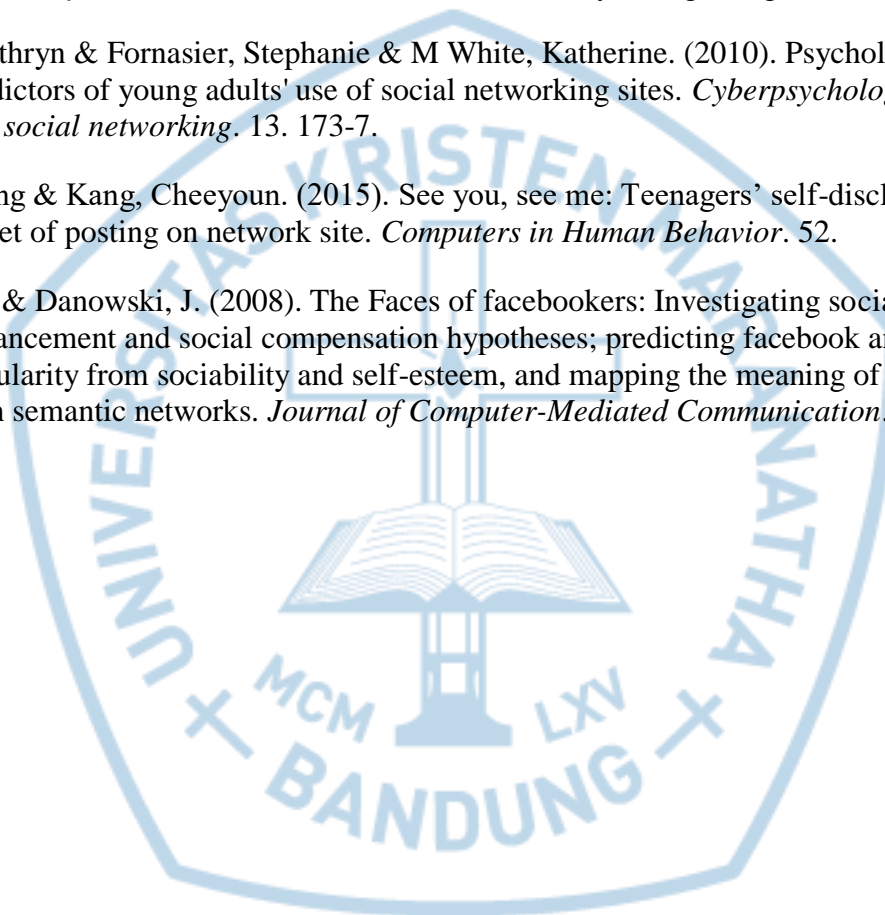 thryn & Fornasier, Stephanie & M White, Katherine. (2010). Psychol
dictors of young adults' use of social networking sites. Cyberpsycholog
social networking. 13. 173-7.
ng & Kang, Cheeyoun. (2015). See you, see me: Teenagers’ self-discl
et of posting on network site. Computers in Human Behavior. 52.
& Danowski, J. (2008). The Faces of facebookers: Investigating socia
ancement and social compensation hypotheses; predicting facebook a
ularity from sociability and self-esteem, and mapping the meaning of
n semantic networks. Journal of Computer-Mediated Communication.
UNIVERSITAS KRISTEN MARANATHA
MCM LXV
BANDUNG